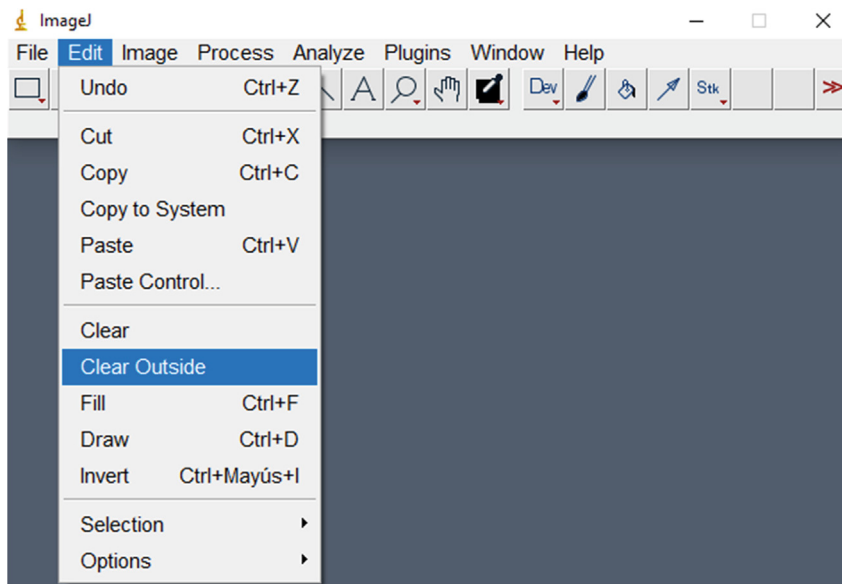 ImageJ
File Edit Image Process Analyze Plugins Window Help
A Dev Stk
Undo Ctrl+Z
Cut Ctrl+X
Copy Ctrl+C
Copy to System
Paste Ctrl+V
Paste Control...
Clear
Clear Outside
Fill Ctrl+F
Draw Ctrl+D
Invert Ctrl+Mayús+I
Selection
Options